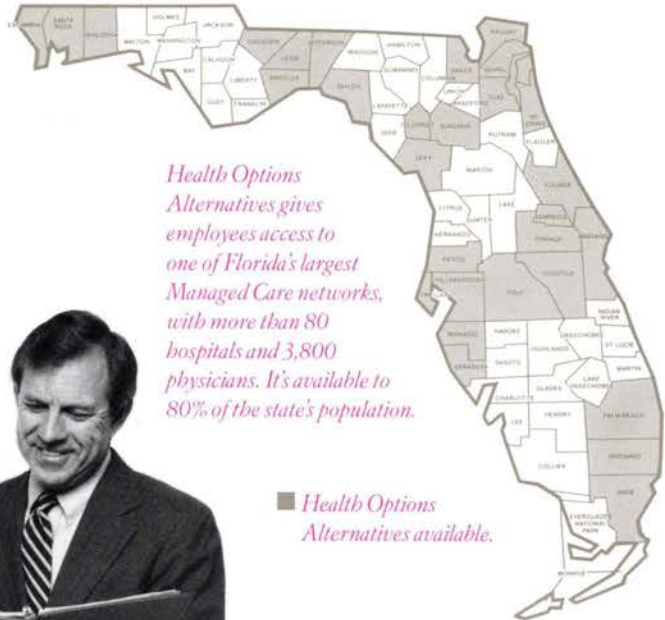 ESCAMBIA
SANTA ROSA
WALTON
HOLMES
WASHINGTON
JACKSON
BAY
CALHOUN
GULF
LIBERTY
FRANKLIN
GADSDEN
LEON
JEFFERSON
MADISON
TAYLOR
HAMILTON
SUWANNEE
COLUMBIA
LAFAYETTE
DIXIE
BAKER
UNION
BRADFORD
NASSAU
DUVAL
CLAY
ST. JOHNS
GILCHRIST
ALACHUA
PUTNAM
FLAGLER
LEVY
MARION
VOLUSIA
CITRUS
SUMTER
LAKE
HERNANDO
SEMINOLE
ORANGE
PASCO
HILLSBOROUGH
POLK
OSCEOLA
INDIAN RIVER
MANATEE
HARDEE
HIGHLANDS
OKEECHOBEE
ST. LUCIE
SARASOTA
DESOTO
MARTIN
CHARLOTTE
GLADES
LAKE OKEECHOBEE
LEE
HENDRY
PALM BEACH
COLLIER
BROWARD
DADE
EVERGLADES
NATIONAL
PARK
MONROE
Health Options
Alternatives gives
employees access to
one of Florida's largest
Managed Care networks,
with more than 80
hospitals and 3,800
physicians. It's available to
80% of the state's population.
Health Options
Alternatives available.